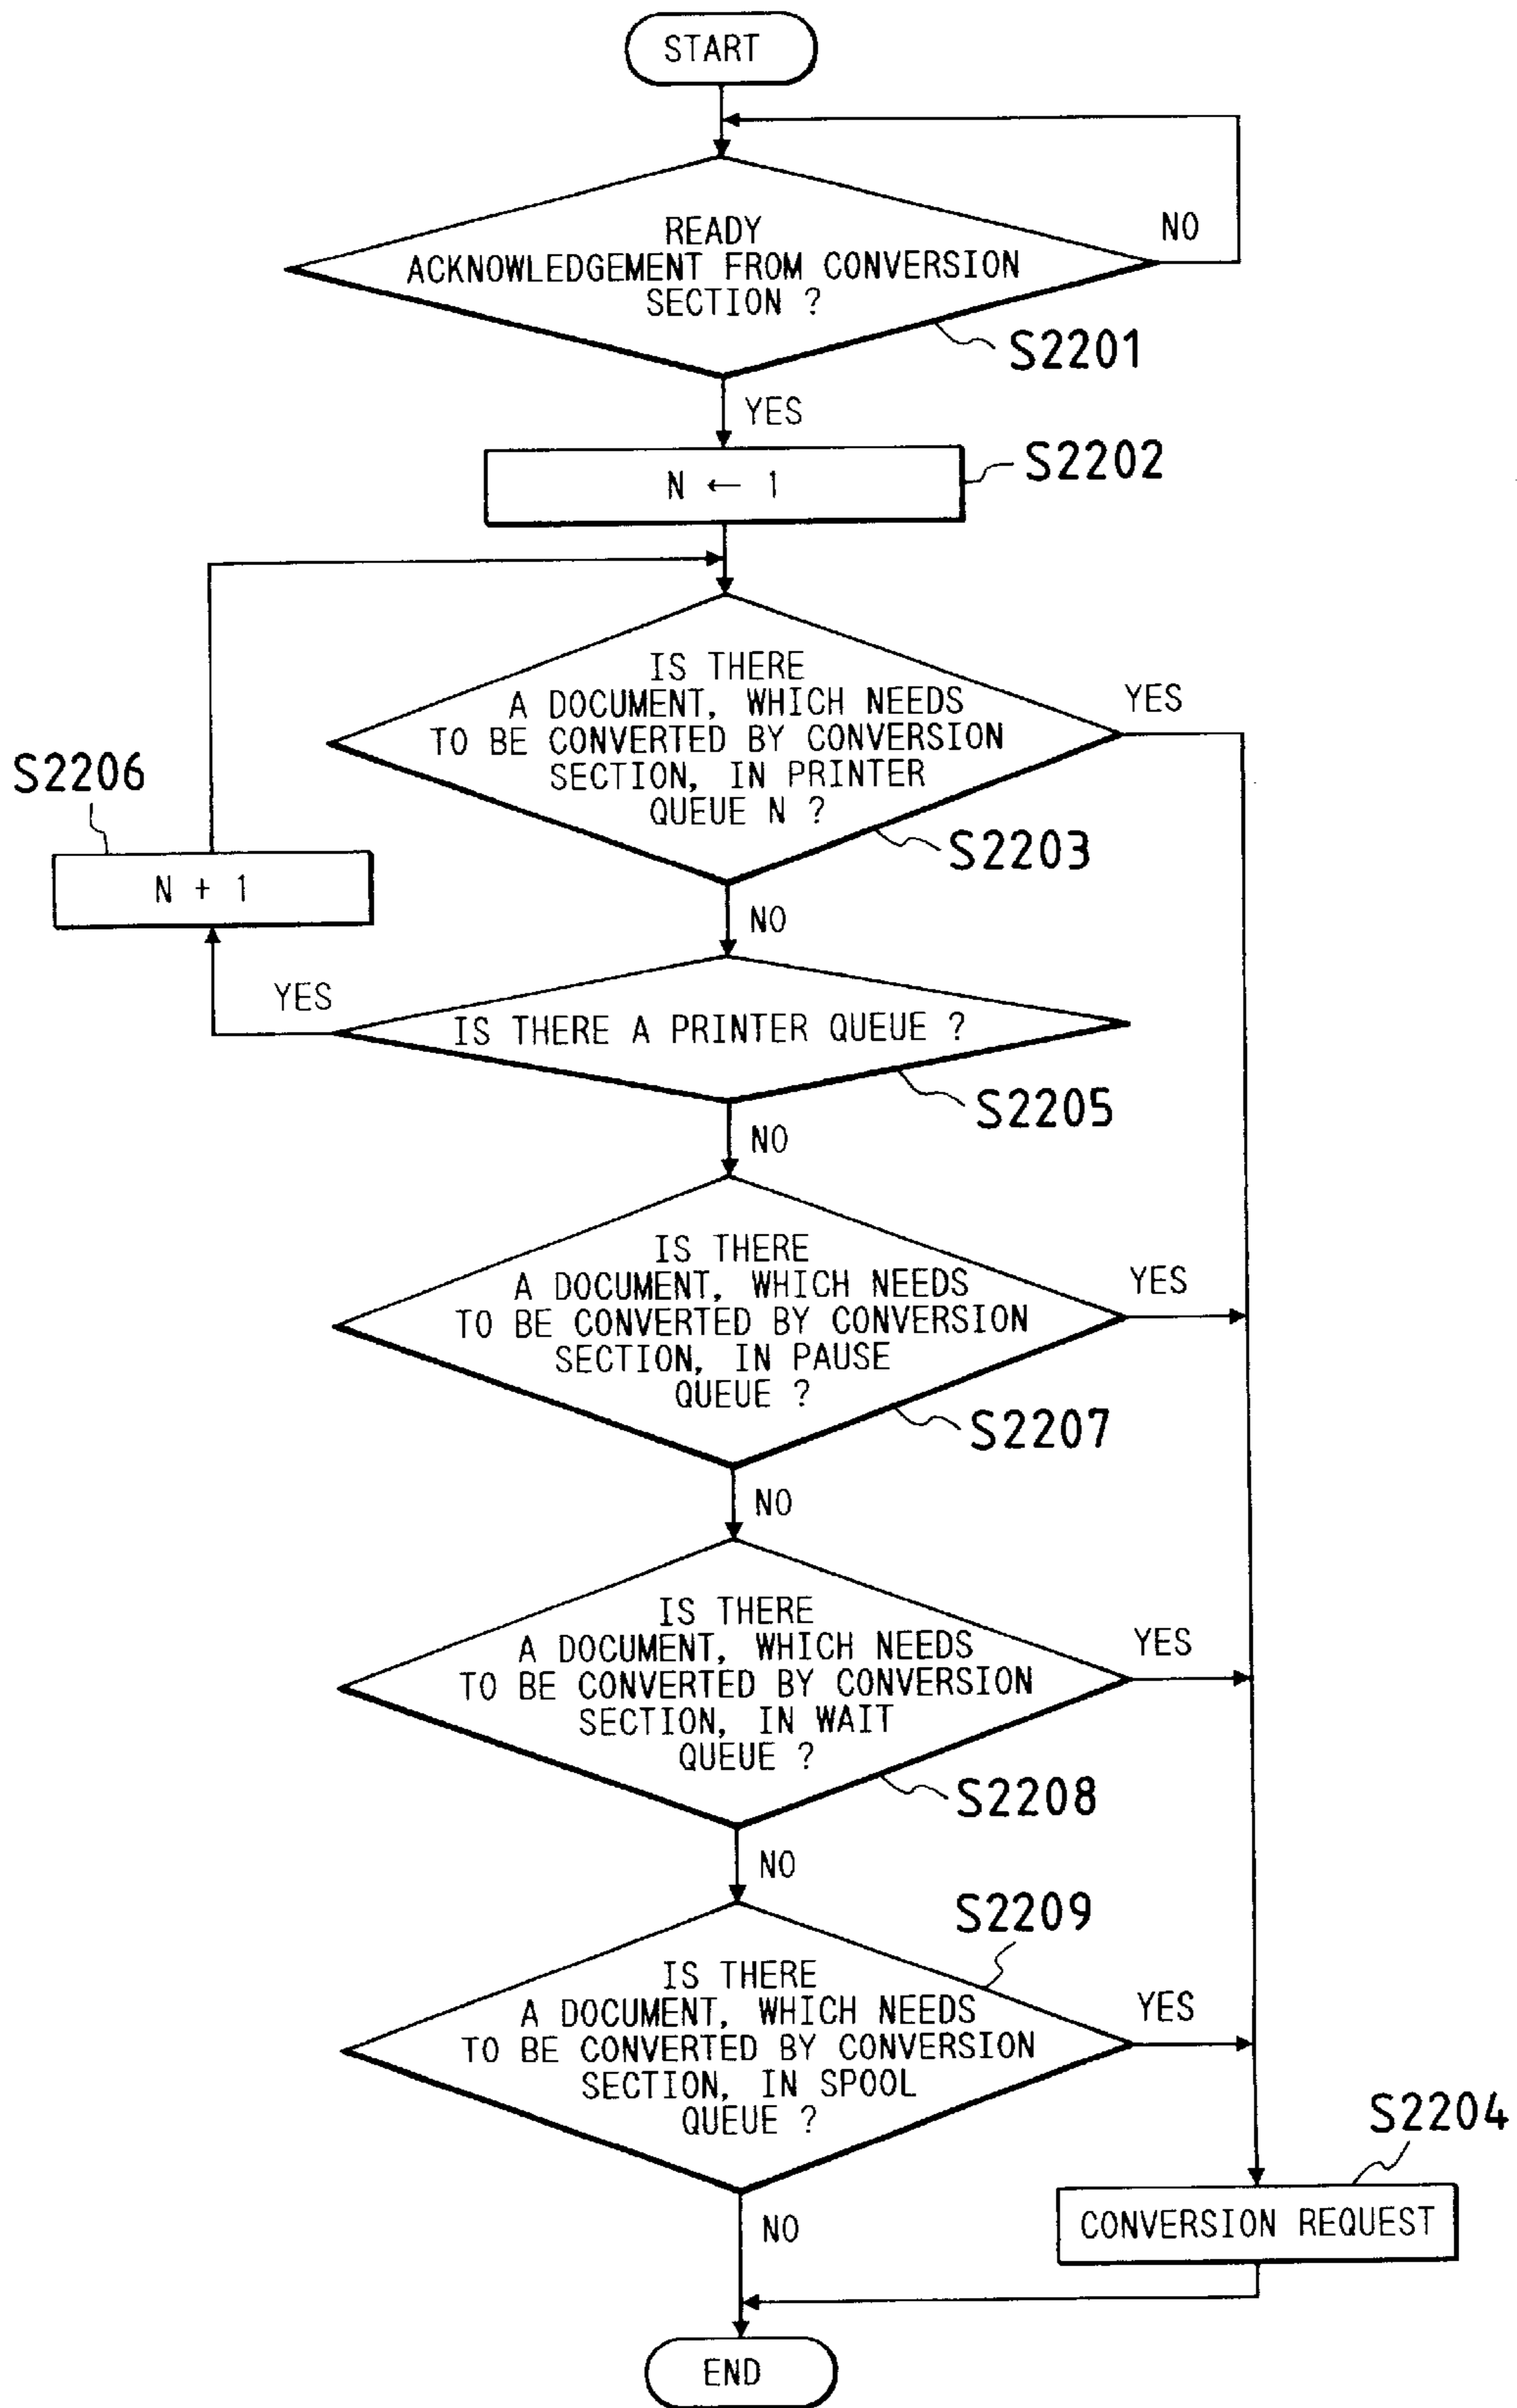 START
READY
ACKNOWLEDGEMENT FROM CONVERSION
SECTION ?
NO
S2201
YES
N ← 1
S2202
IS THERE
A DOCUMENT, WHICH NEEDS
TO BE CONVERTED BY CONVERSION
SECTION, IN PRINTER
QUEUE N ?
YES
S2203
S2206
N + 1
NO
YES
IS THERE A PRINTER QUEUE ?
S2205
NO
IS THERE
A DOCUMENT, WHICH NEEDS
TO BE CONVERTED BY CONVERSION
SECTION, IN PAUSE
QUEUE ?
YES
S2207
NO
IS THERE
A DOCUMENT, WHICH NEEDS
TO BE CONVERTED BY CONVERSION
SECTION, IN WAIT
QUEUE ?
YES
S2208
NO
S2209
IS THERE
A DOCUMENT, WHICH NEEDS
TO BE CONVERTED BY CONVERSION
SECTION, IN SPOOL
QUEUE ?
YES
S2204
CONVERSION REQUEST
NO
END